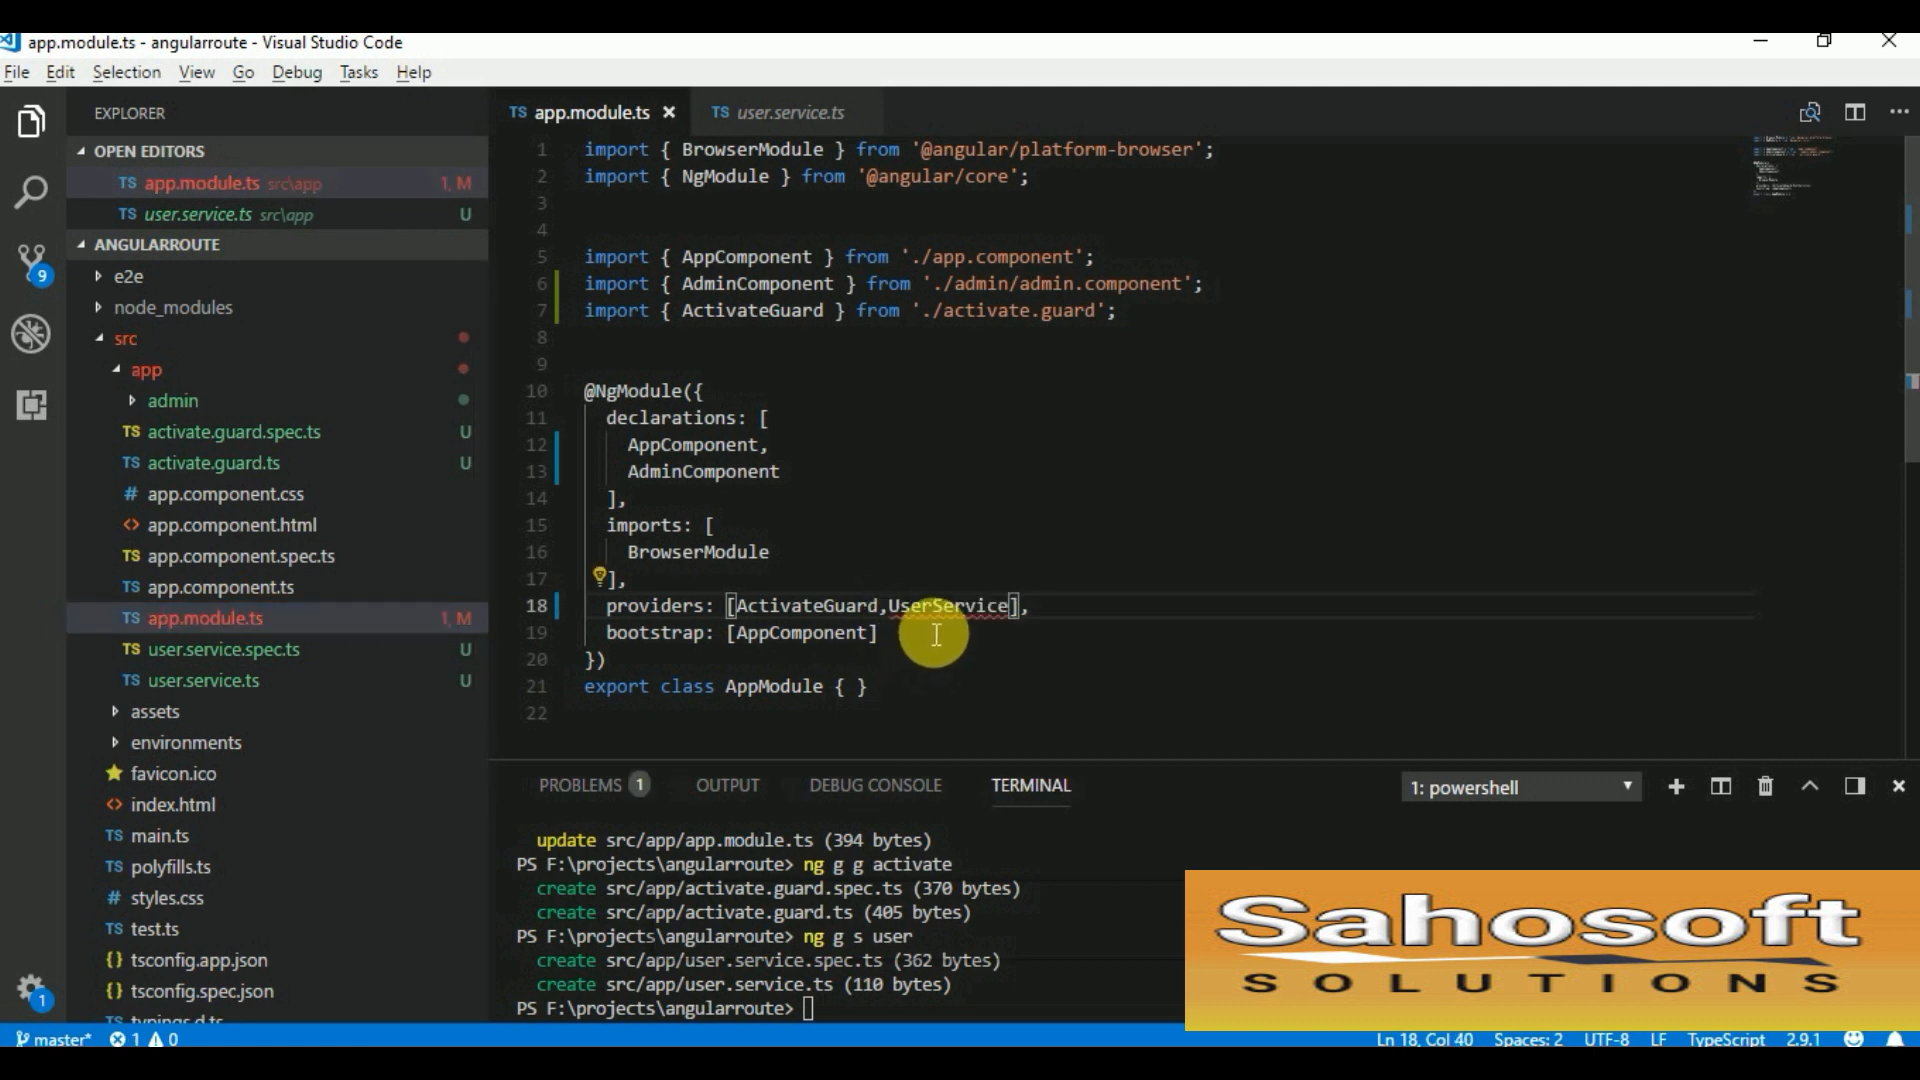 app.module.ts - angularroute - Visual Studio Code
File Edit Selection View Go Debug Tasks Help
EXPLORER
OPEN EDITORS
TS app.module.ts src\app 1, M
TS user.service.ts src\app U
ANGULARROUTE
e2e
node_modules
src
app
admin
TS activate.guard.spec.ts U
TS activate.guard.ts U
# app.component.css
<> app.component.html
TS app.component.spec.ts
TS app.component.ts
TS app.module.ts 1, M
TS user.service.spec.ts U
TS user.service.ts U
assets
environments
favicon.ico
<> index.html
TS main.ts
TS polyfills.ts
# styles.css
TS test.ts
{} tsconfig.app.json
{} tsconfig.spec.json
TS typings.d.ts
9
1
TS app.module.ts TS user.service.ts
1 import { BrowserModule } from '@angular/platform-browser';
2 import { NgModule } from '@angular/core';
3
4
5 import { AppComponent } from './app.component';
6 import { AdminComponent } from './admin/admin.component';
7 import { ActivateGuard } from './activate.guard';
8
9
10 @NgModule({
11 declarations: [
12 AppComponent,
13 AdminComponent
14 ],
15 imports: [
16 BrowserModule
17 ],
18 providers: [ActivateGuard,UserService],
19 bootstrap: [AppComponent]
20 })
21 export class AppModule { }
22
PROBLEMS 1 OUTPUT DEBUG CONSOLE TERMINAL 1: powershell
update src/app/app.module.ts (394 bytes)
PS F:\projects\angularroute> ng g g activate
create src/app/activate.guard.spec.ts (370 bytes)
create src/app/activate.guard.ts (405 bytes)
PS F:\projects\angularroute> ng g s user
create src/app/user.service.spec.ts (362 bytes)
create src/app/user.service.ts (110 bytes)
PS F:\projects\angularroute>
Sahosoft
SOLUTIONS
master* 1 0 Ln 18, Col 40 Spaces: 2 UTF-8 LF TypeScript 2.9.1